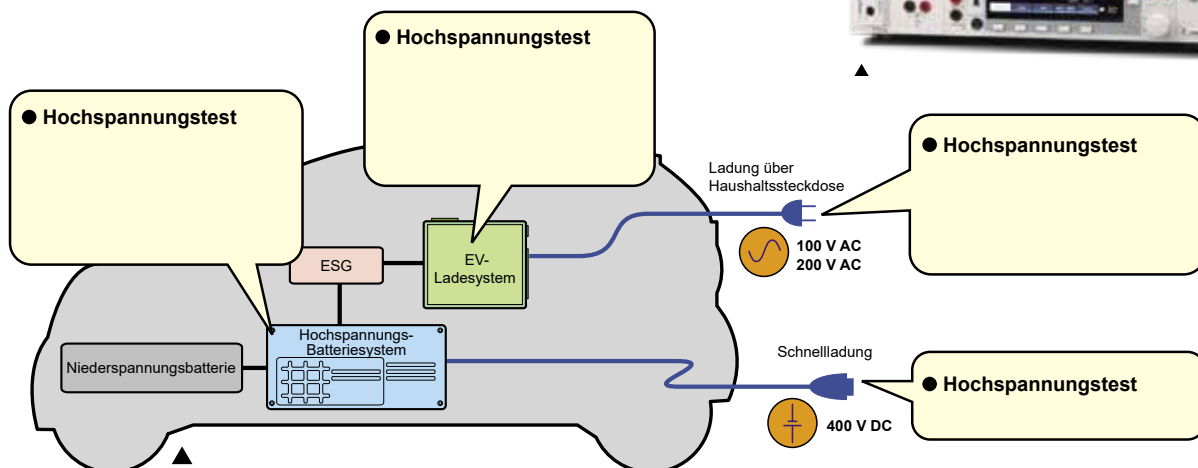 ● Hochspannungstest
● Hochspannungstest
● Hochspannungstest
Ladung über
Haushaltssteckdose
100 V AC
200 V AC
ESG
EV-
Ladesystem
Hochspannungs-
Batteriesystem
Niederspannungsbatterie
Schnellladung
● Hochspannungstest
400 V DC